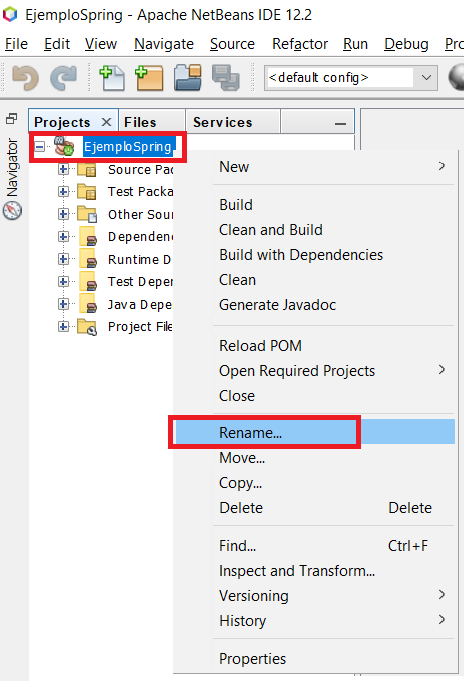 EjemploSpring - Apache NetBeans IDE 12.2
File Edit View Navigate Source Refactor Run Debug Pr
<default config>
Projects Files Services
Navigator
EjemploSpring
Source Pac
Test Packa
Other Sour
Dependenc
Runtime D
Test Depe
Java Depe
Project File
New
Build
Clean and Build
Build with Dependencies
Clean
Generate Javadoc
Reload POM
Open Required Projects
Close
Rename...
Move...
Copy...
Delete Delete
Find... Ctrl+F
Inspect and Transform...
Versioning
History
Properties